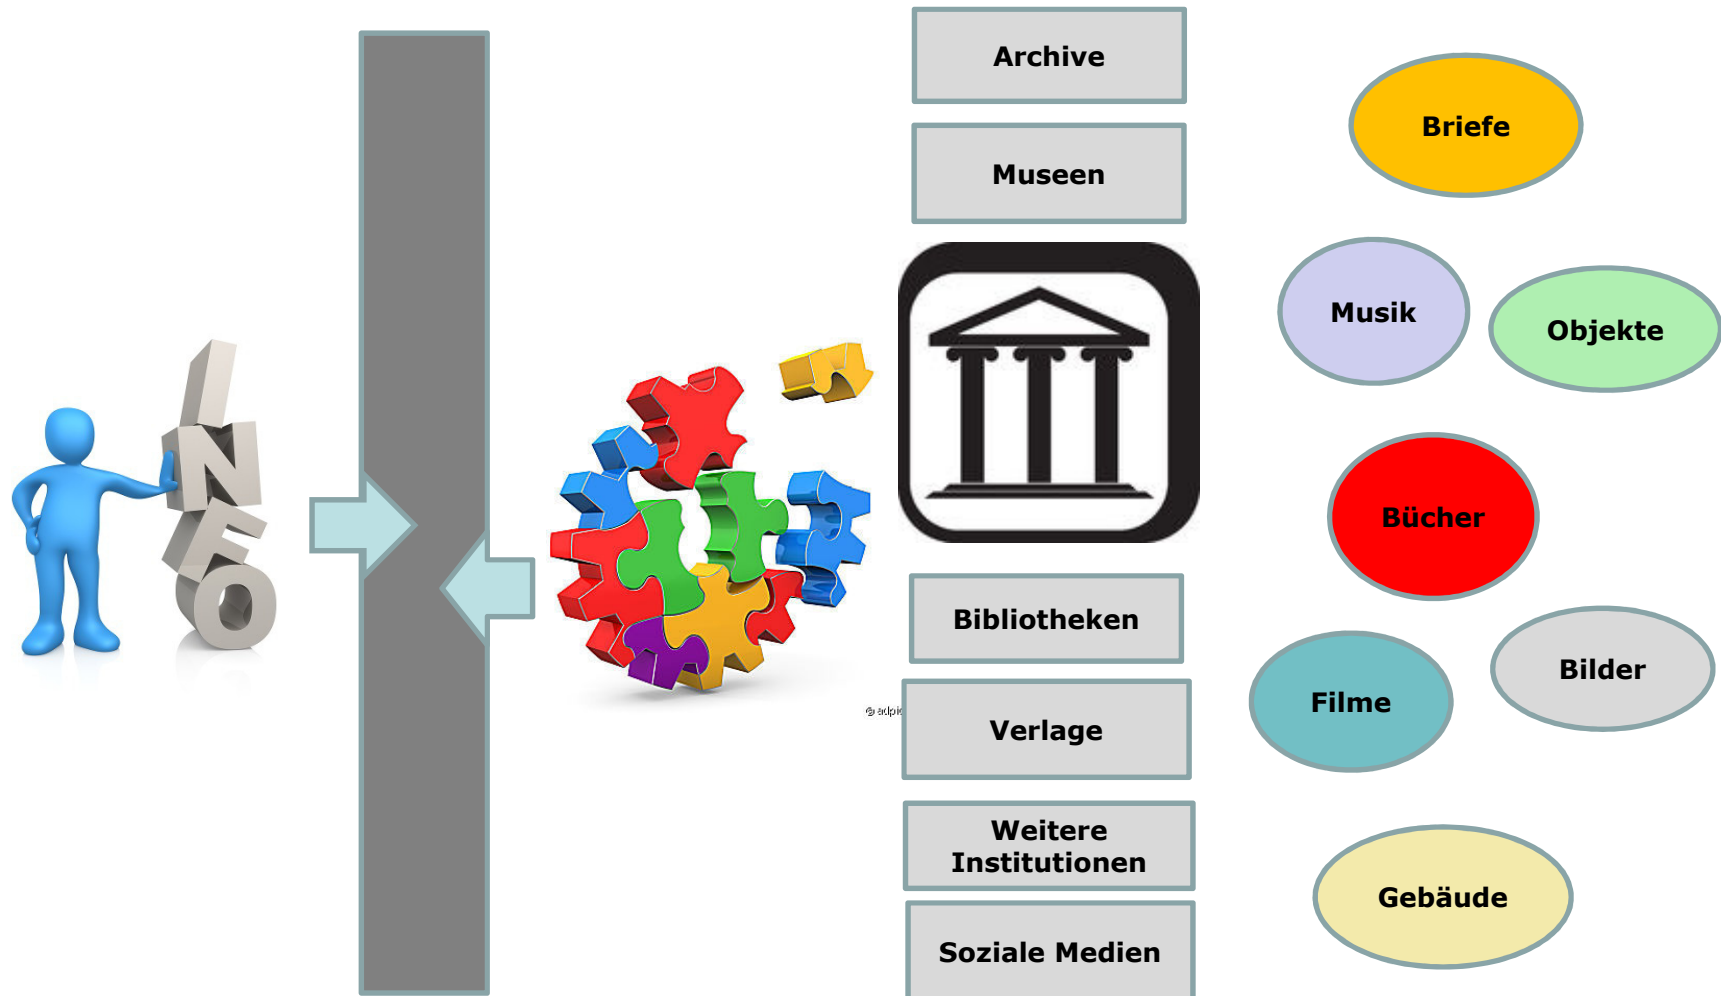 Archive
Museen
Briefe
Musik
Objekte
INFO
Bücher
Bibliotheken
Bilder
Filme
Verlage
Weitere
Institutionen
Gebäude
Soziale Medien